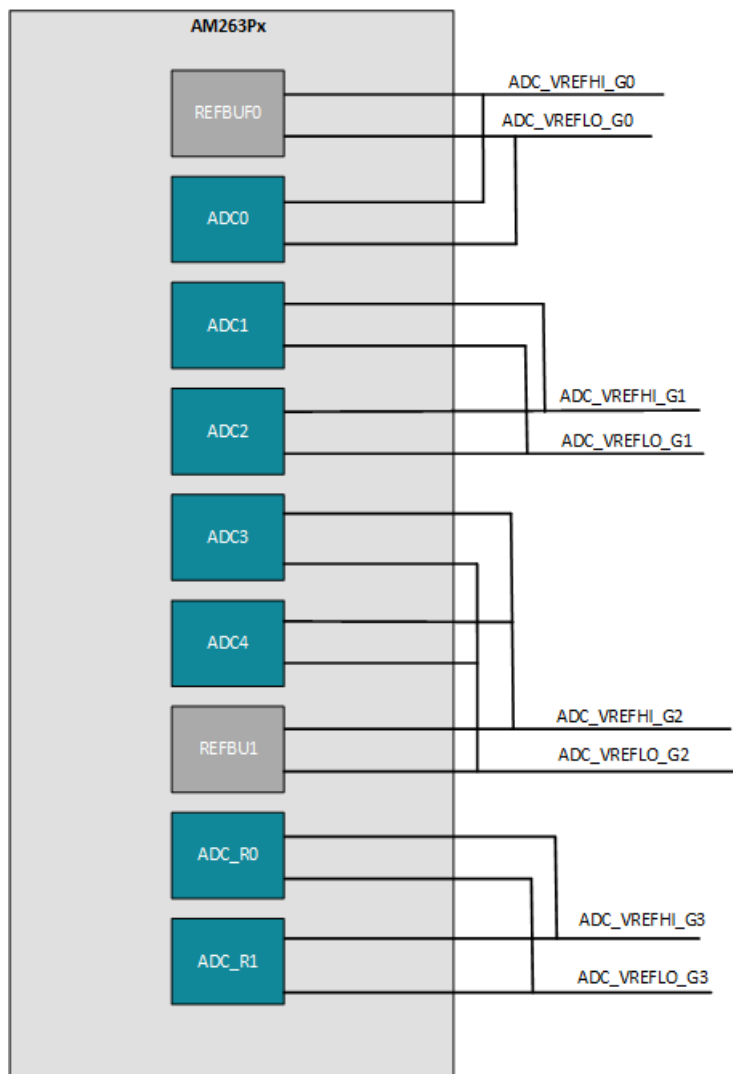 AM263Px
REFBUF0
ADC_VREFHI_G0
ADC_VREFLO_G0
ADC0
ADC1
ADC2
ADC_VREFHI_G1
ADC_VREFLO_G1
ADC3
ADC4
REFBU1
ADC_VREFHI_G2
ADC_VREFLO_G2
ADC_R0
ADC_R1
ADC_VREFHI_G3
ADC_VREFLO_G3